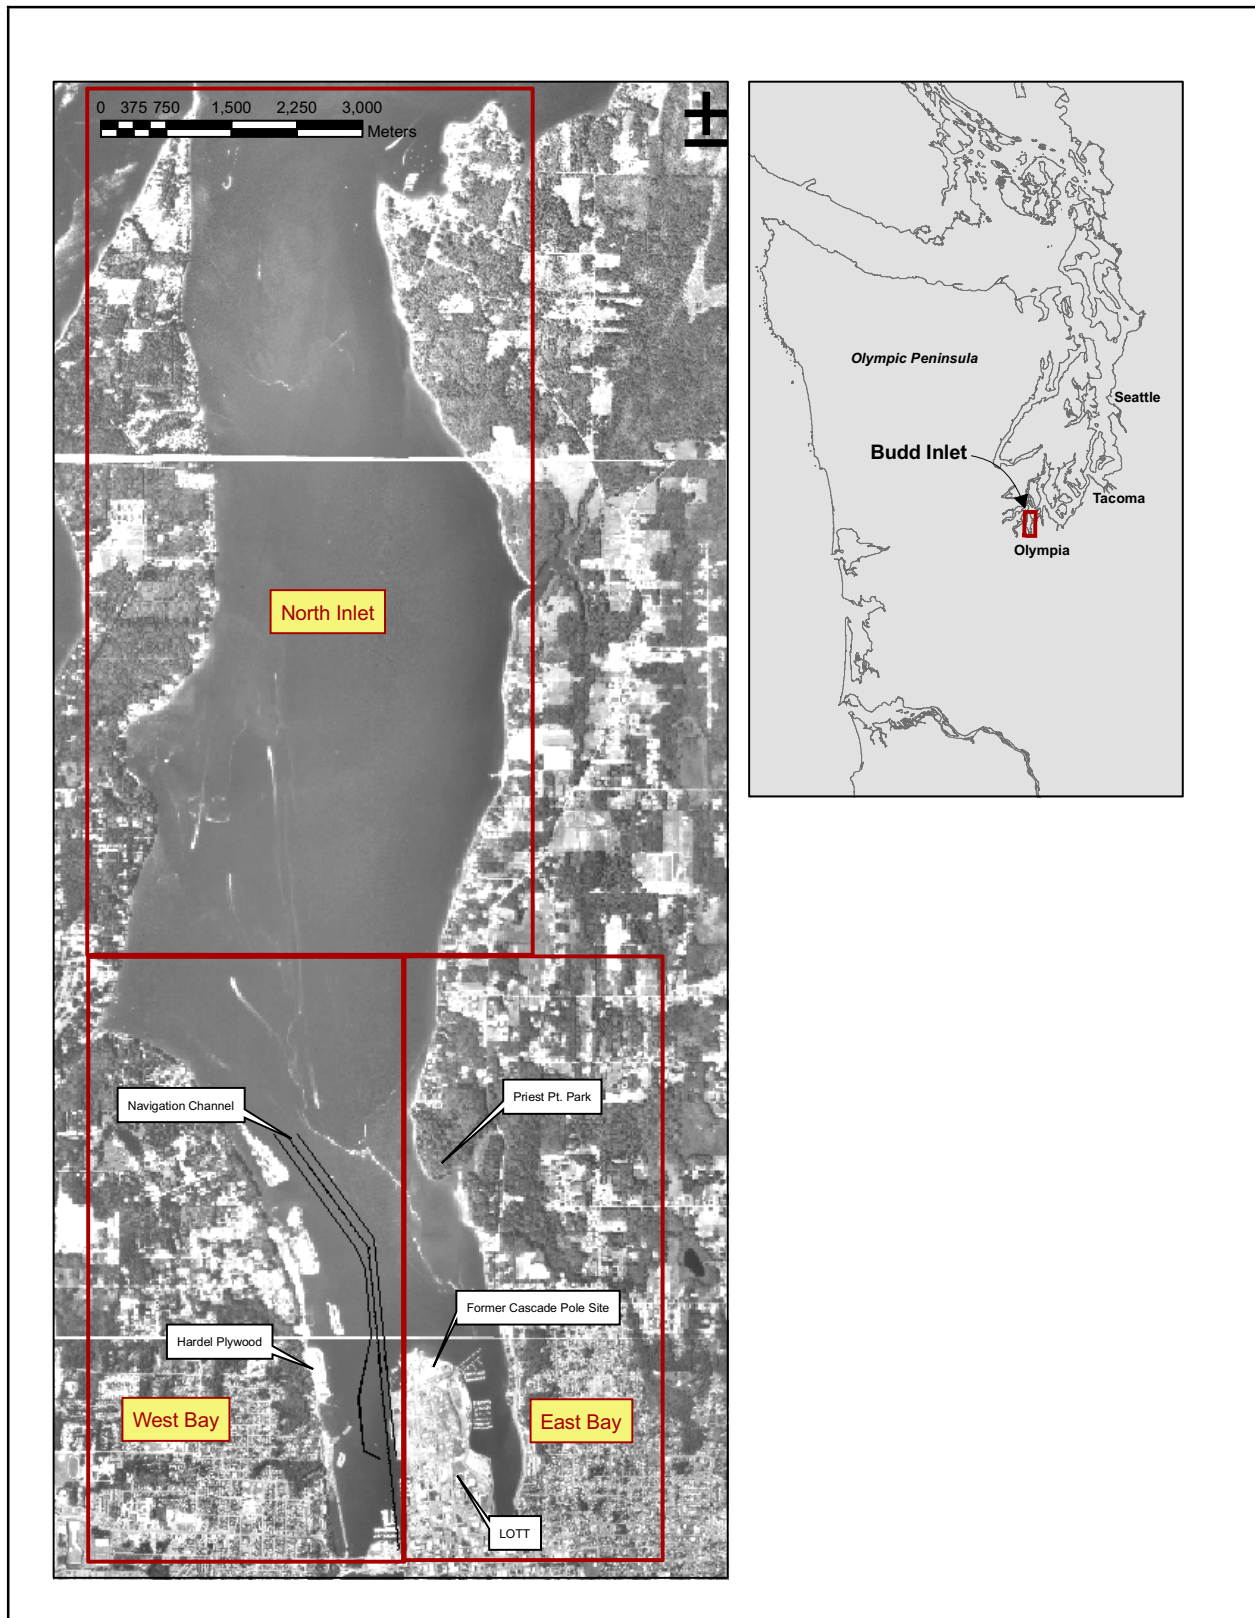 0 375 750 1,500 2,250 3,000
Meters
North Inlet
Navigation Channel
Priest Pt. Park
Former Cascade Pole Site
Hardel Plywood
West Bay
East Bay
LOTT
Olympic Peninsula
Seattle
Budd Inlet
Tacoma
Olympia